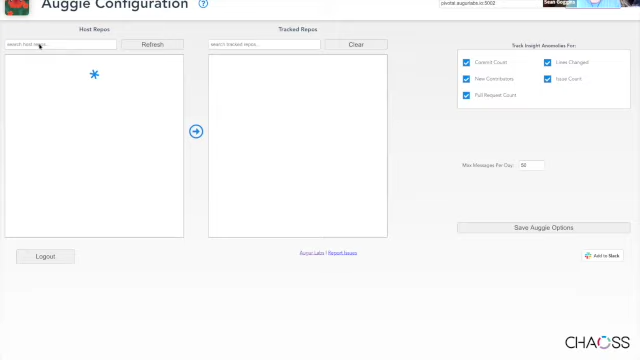 Auggie Configuration ?
pivotal.augurlabs.io:5002
Sean Goggins
Host Repos
Tracked Repos
search host repos...
Refresh
search tracked repos...
Clear
Track Insight Anomalies For:
Commit Count
Lines Changed
New Contributors
Issue Count
Pull Request Count
Max Messages Per Day:
50
Save Auggie Options
Logout
Augur Labs | Report Issues
Add to Slack
CHAOSS